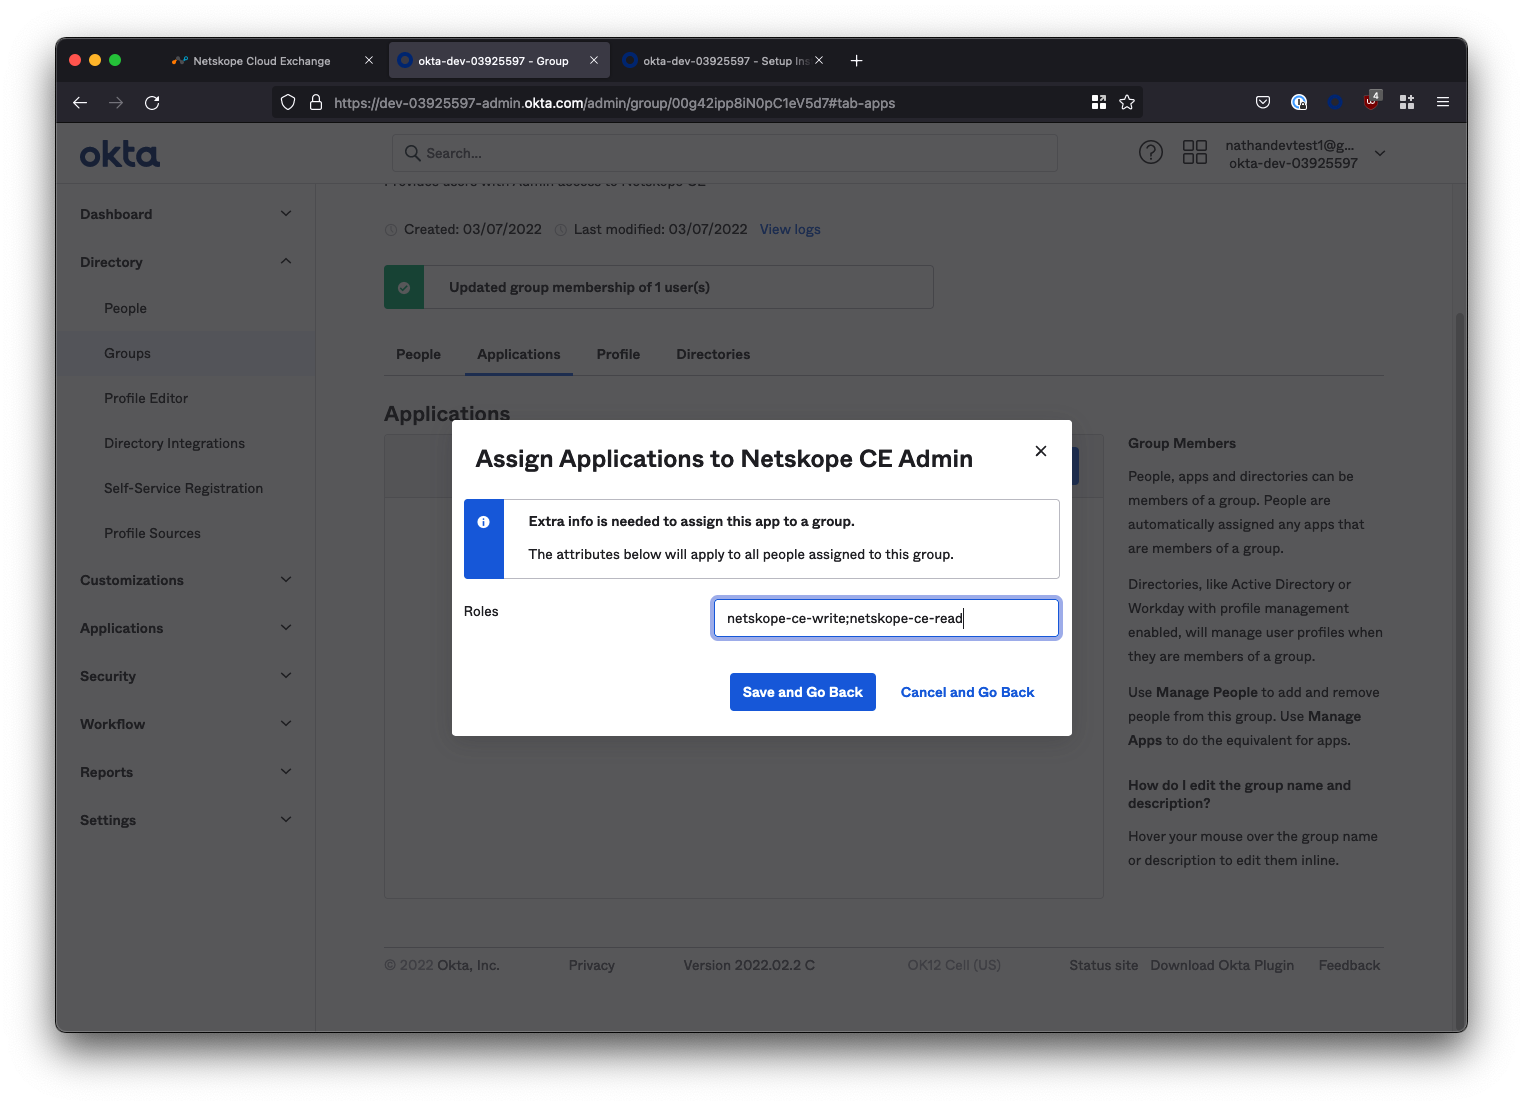 Netskope Cloud Exchange
okta-dev-03925597 - Group
okta-dev-03925597 - Setup Ins
https://dev-03925597-admin.okta.com/admin/group/00g42ipp8iN0pC1eV5d7#tab-apps
4
okta
Search...
nathandevtest1@g...
okta-dev-03925597
Provides users with Admin access to Netskope CE
Dashboard
Directory
People
Groups
Profile Editor
Directory Integrations
Self-Service Registration
Profile Sources
Customizations
Applications
Security
Workflow
Reports
Settings
Created: 03/07/2022
Last modified: 03/07/2022
View logs
Updated group membership of 1 user(s)
People
Applications
Profile
Directories
Applications
Assign Applications to Netskope CE Admin
Extra info is needed to assign this app to a group.
The attributes below will apply to all people assigned to this group.
Roles
netskope-ce-write;netskope-ce-read
Save and Go Back
Cancel and Go Back
Group Members
People, apps and directories can be
members of a group. People are
automatically assigned any apps that
are members of a group.
Directories, like Active Directory or
Workday with profile management
enabled, will manage user profiles when
they are members of a group.
Use Manage People to add and remove
people from this group. Use Manage
Apps to do the equivalent for apps.
How do I edit the group name and
description?
Hover your mouse over the group name
or description to edit them inline.
© 2022 Okta, Inc.
Privacy
Version 2022.02.2 C
OK12 Cell (US)
Status site
Download Okta Plugin
Feedback